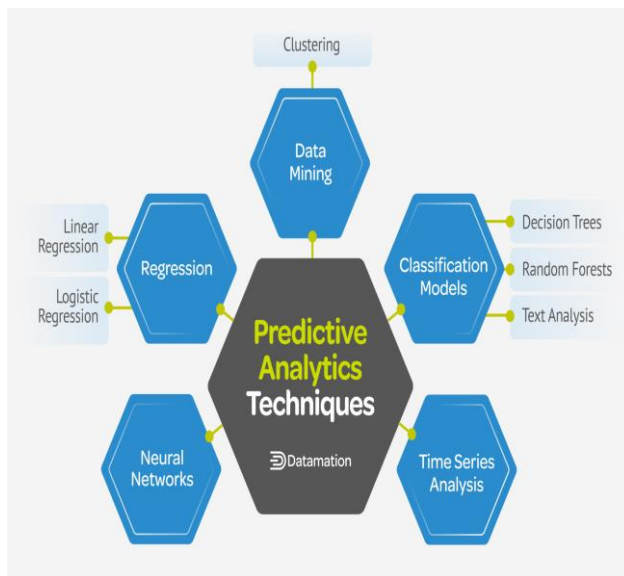 Clustering
Data
Mining
Linear
Regression
Logistic
Regression
Regression
Classification
Models
Decision Trees
Random Forests
Text Analysis
Predictive
Analytics
Techniques
Datamation
Neural
Networks
Time Series
Analysis